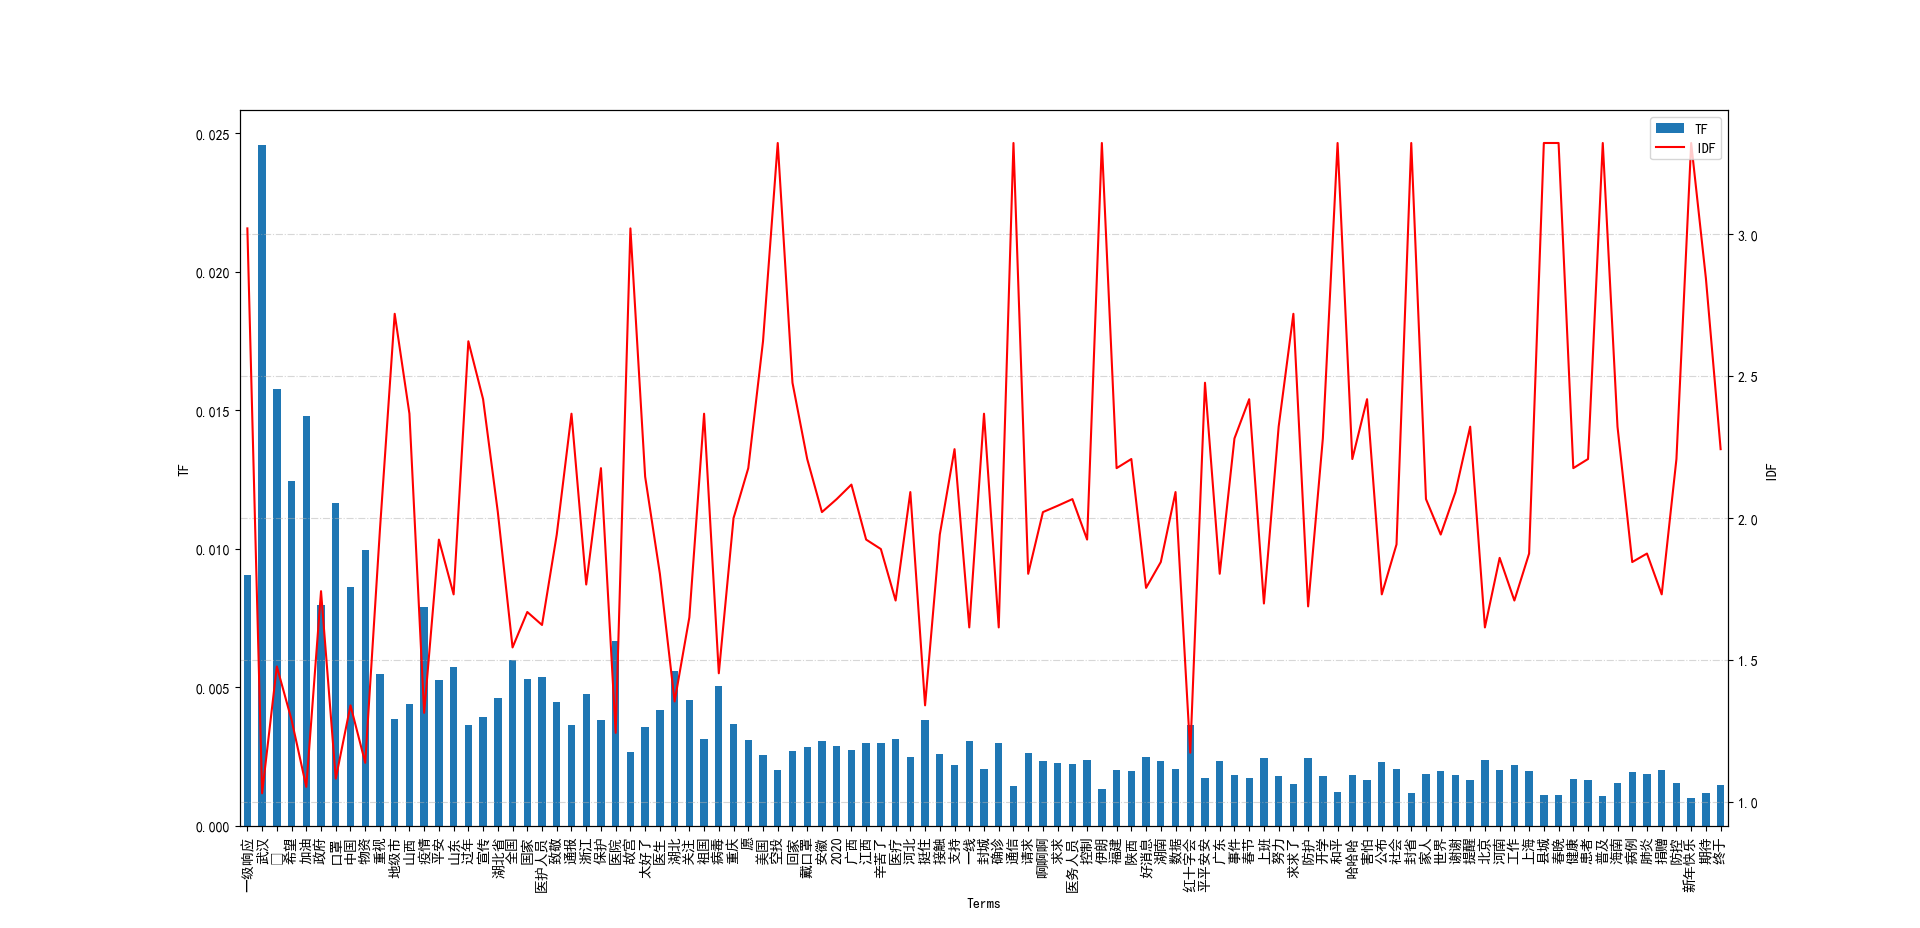 TF
IDF
0.025
0.020
0.015
0.010
0.005
0.000
TF
3.0
2.5
2.0
1.5
1.0
IDF
一级响应
武汉
□
希望
加油
政府
口罩
中国
物资
重视
地级市
山西
疫情
平安
山东
过年
宣传
湖北省
全国
国家
医护人员
致敬
通报
浙江
保护
医院
故宫
太好了
医生
湖北
关注
祖国
病毒
重庆
愿
美国
空投
回家
戴口罩
安徽
2020
广西
江西
辛苦了
医疗
河北
挺住
接触
支持
一线
封城
确诊
通信
请求
啊啊啊
求求
医务人员
控制
伊朗
福建
陕西
好消息
湖南
数据
红十字会
平平安安
广东
事件
春节
上班
努力
求求了
防护
开学
和平
哈哈哈
害怕
公布
社会
封省
家人
世界
谢谢
提醒
北京
河南
工作
上海
县城
春晚
健康
患者
普及
海南
病例
肺炎
捐赠
防控
新年快乐
期待
终于
Terms